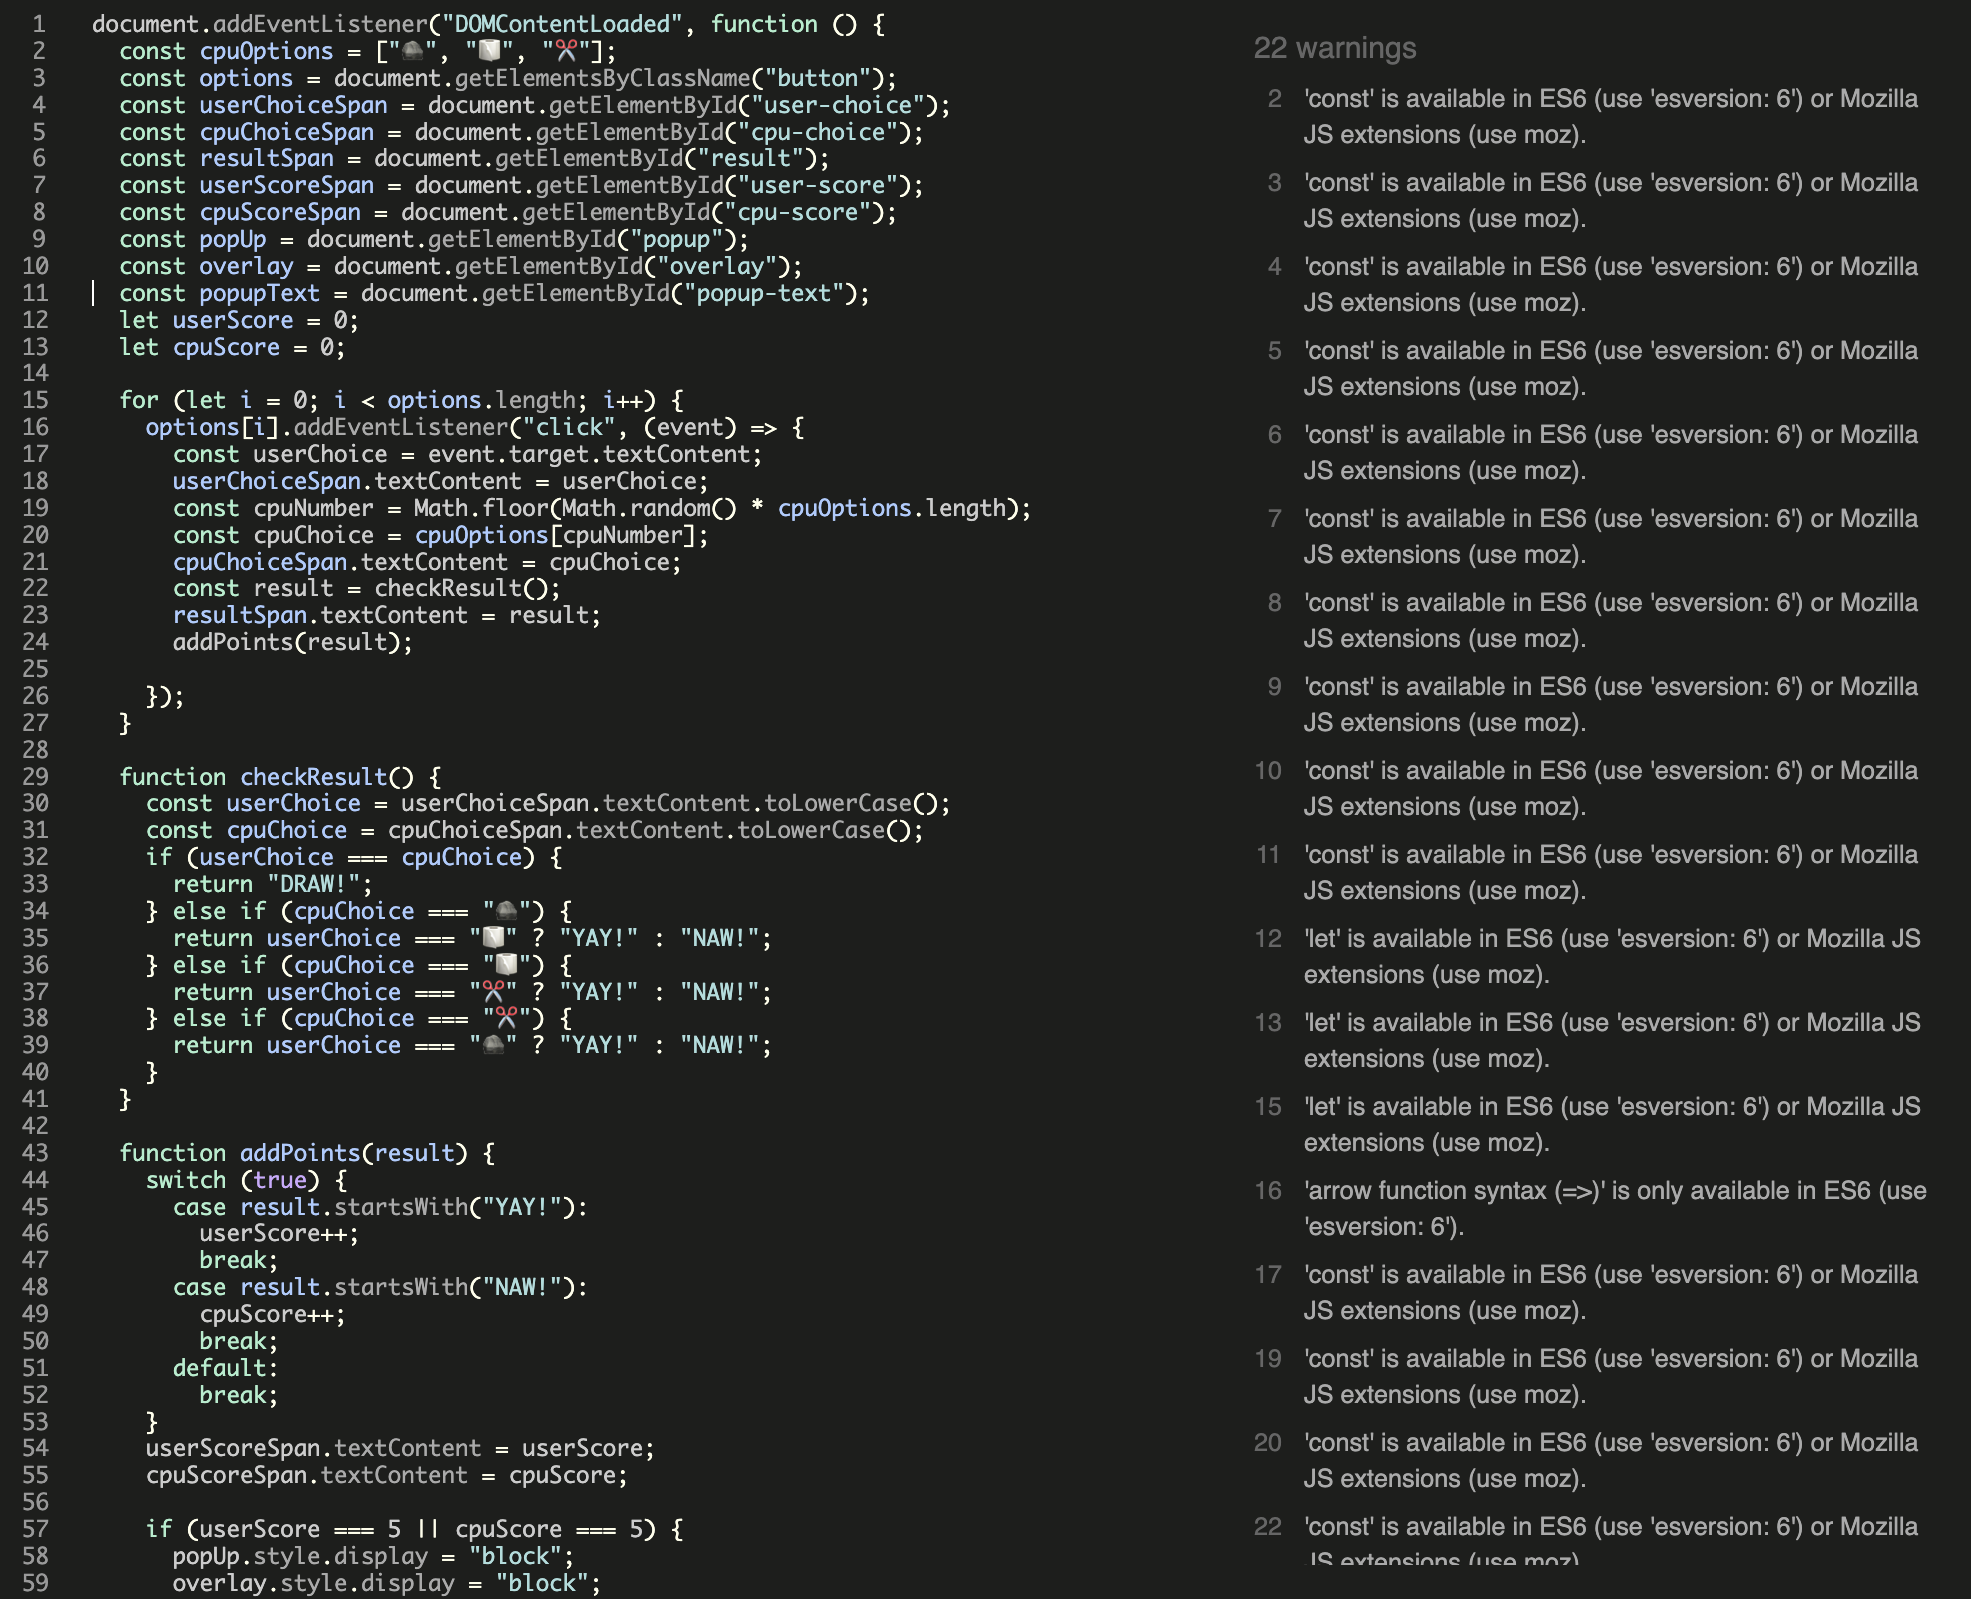 1 document.addEventListener("DOMContentLoaded", function () {
2 const cpuOptions = ["🪨", "🧻", "✂️"];
3 const options = document.getElementsByClassName("button");
4 const userChoiceSpan = document.getElementById("user-choice");
5 const cpuChoiceSpan = document.getElementById("cpu-choice");
6 const resultSpan = document.getElementById("result");
7 const userScoreSpan = document.getElementById("user-score");
8 const cpuScoreSpan = document.getElementById("cpu-score");
9 const popUp = document.getElementById("popup");
10 const overlay = document.getElementById("overlay");
11 const popupText = document.getElementById("popup-text");
12 let userScore = 0;
13 let cpuScore = 0;
14
15 for (let i = 0; i < options.length; i++) {
16 options[i].addEventListener("click", (event) => {
17 const userChoice = event.target.textContent;
18 userChoiceSpan.textContent = userChoice;
19 const cpuNumber = Math.floor(Math.random() * cpuOptions.length);
20 const cpuChoice = cpuOptions[cpuNumber];
21 cpuChoiceSpan.textContent = cpuChoice;
22 const result = checkResult();
23 resultSpan.textContent = result;
24 addPoints(result);
25
26 });
27 }
28
29 function checkResult() {
30 const userChoice = userChoiceSpan.textContent.toLowerCase();
31 const cpuChoice = cpuChoiceSpan.textContent.toLowerCase();
32 if (userChoice === cpuChoice) {
33 return "DRAW!";
34 } else if (cpuChoice === "🪨") {
35 return userChoice === "🧻" ? "YAY!" : "NAW!";
36 } else if (cpuChoice === "🧻") {
37 return userChoice === "✂️" ? "YAY!" : "NAW!";
38 } else if (cpuChoice === "✂️") {
39 return userChoice === "🪨" ? "YAY!" : "NAW!";
40 }
41 }
42
43 function addPoints(result) {
44 switch (true) {
45 case result.startsWith("YAY!"):
46 userScore++;
47 break;
48 case result.startsWith("NAW!"):
49 cpuScore++;
50 break;
51 default:
52 break;
53 }
54 userScoreSpan.textContent = userScore;
55 cpuScoreSpan.textContent = cpuScore;
56
57 if (userScore === 5 || cpuScore === 5) {
58 popUp.style.display = "block";
59 overlay.style.display = "block";
22 warnings
2 'const' is available in ES6 (use 'esversion: 6') or Mozilla
JS extensions (use moz).
3 'const' is available in ES6 (use 'esversion: 6') or Mozilla
JS extensions (use moz).
4 'const' is available in ES6 (use 'esversion: 6') or Mozilla
JS extensions (use moz).
5 'const' is available in ES6 (use 'esversion: 6') or Mozilla
JS extensions (use moz).
6 'const' is available in ES6 (use 'esversion: 6') or Mozilla
JS extensions (use moz).
7 'const' is available in ES6 (use 'esversion: 6') or Mozilla
JS extensions (use moz).
8 'const' is available in ES6 (use 'esversion: 6') or Mozilla
JS extensions (use moz).
9 'const' is available in ES6 (use 'esversion: 6') or Mozilla
JS extensions (use moz).
10 'const' is available in ES6 (use 'esversion: 6') or Mozilla
JS extensions (use moz).
11 'const' is available in ES6 (use 'esversion: 6') or Mozilla
JS extensions (use moz).
12 'let' is available in ES6 (use 'esversion: 6') or Mozilla JS
extensions (use moz).
13 'let' is available in ES6 (use 'esversion: 6') or Mozilla JS
extensions (use moz).
15 'let' is available in ES6 (use 'esversion: 6') or Mozilla JS
extensions (use moz).
16 'arrow function syntax (=>)' is only available in ES6 (use
'esversion: 6').
17 'const' is available in ES6 (use 'esversion: 6') or Mozilla
JS extensions (use moz).
19 'const' is available in ES6 (use 'esversion: 6') or Mozilla
JS extensions (use moz).
20 'const' is available in ES6 (use 'esversion: 6') or Mozilla
JS extensions (use moz).
22 'const' is available in ES6 (use 'esversion: 6') or Mozilla
JS extensions (use moz)